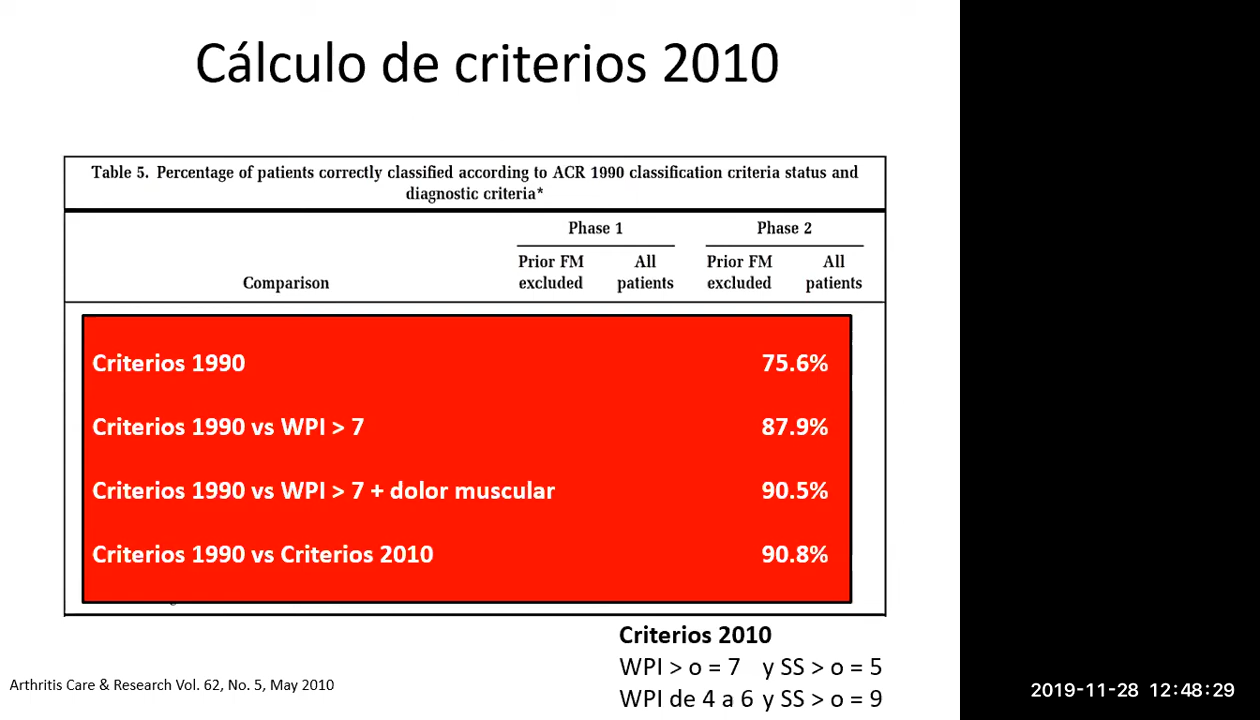 Cálculo de criterios 2010
Table 5. Percentage of patients correctly classified according to ACR 1990 classification criteria status and
diagnostic criteria*
Phase 1 Phase 2
Prior FM All Prior FM All
Comparison excluded patients excluded patients
Criterios 1990 75.6%
Criterios 1990 vs WPI > 7 87.9%
Criterios 1990 vs WPI > 7 + dolor muscular 90.5%
Criterios 1990 vs Criterios 2010 90.8%
Criterios 2010
WPI > o = 7 y SS > o = 5
WPI de 4 a 6 y SS > o = 9
Arthritis Care & Research Vol. 62, No. 5, May 2010
2019-11-28 12:48:29